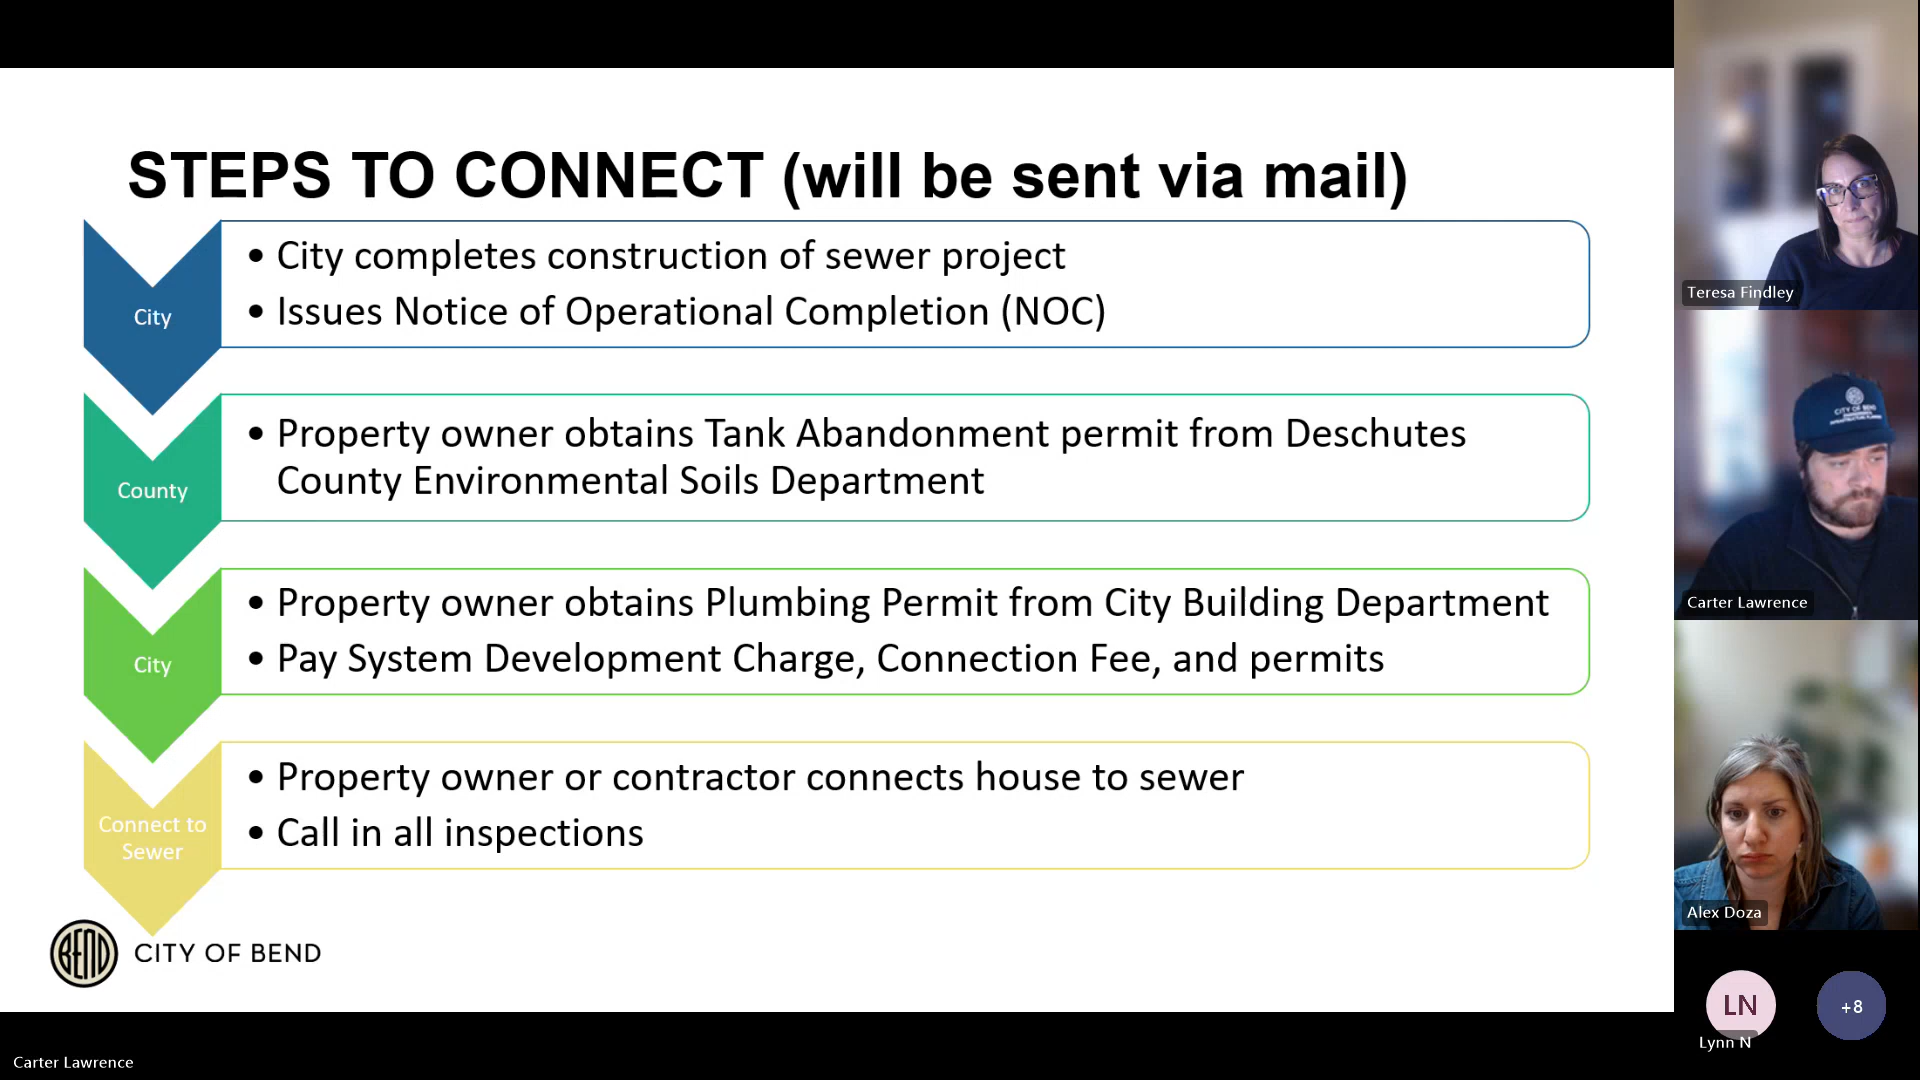 STEPS TO CONNECT (will be sent via mail)
City
• City completes construction of sewer project
• Issues Notice of Operational Completion (NOC)
County
• Property owner obtains Tank Abandonment permit from Deschutes
County Environmental Soils Department
City
• Property owner obtains Plumbing Permit from City Building Department
• Pay System Development Charge, Connection Fee, and permits
Connect to
Sewer
• Property owner or contractor connects house to sewer
• Call in all inspections
BEND
CITY OF BEND
Carter Lawrence
Teresa Findley
CITY OF BEND
Carter Lawrence
Alex Doza
LN
Lynn N
+8